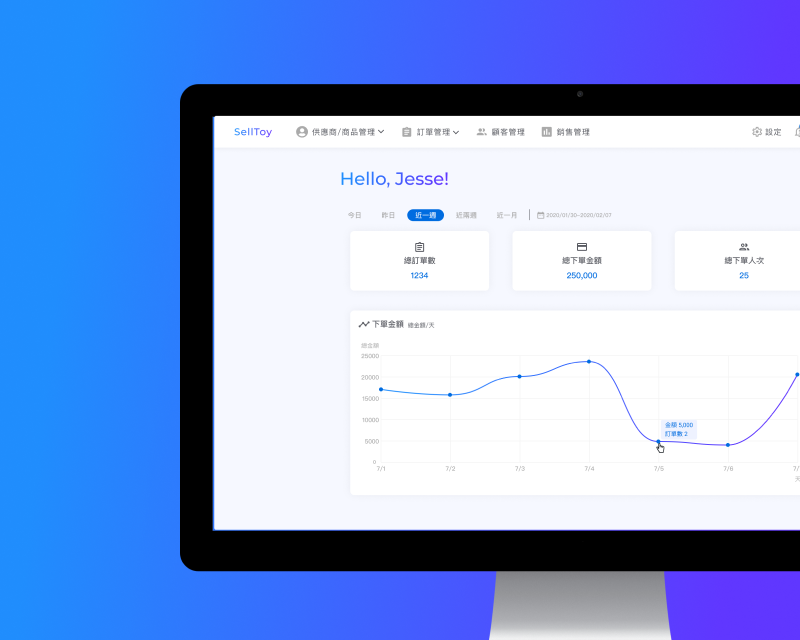 SellToy 供應商/商品管理 訂單管理 顧客管理 銷售管理 設定
Hello, Jesse!
今日 昨日 近一週 近兩週 近一月 2020/01/30~2020/02/07
總訂單數 總下單金額 總下單人次
1234 250,000 25
下單金額 總金額/天
總金額
25000
20000
15000
10000
5000
0
金額 5,000
訂單數 2
7/1 7/2 7/3 7/4 7/5 7/6
天